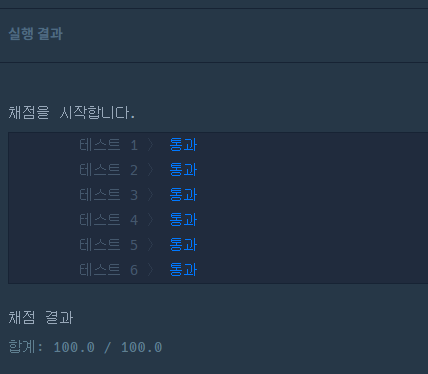 실행 결과
채점을 시작합니다.
테스트 1 〉 통과
테스트 2 〉 통과
테스트 3 〉 통과
테스트 4 〉 통과
테스트 5 〉 통과
테스트 6 〉 통과
채점 결과
합계: 100.0 / 100.0